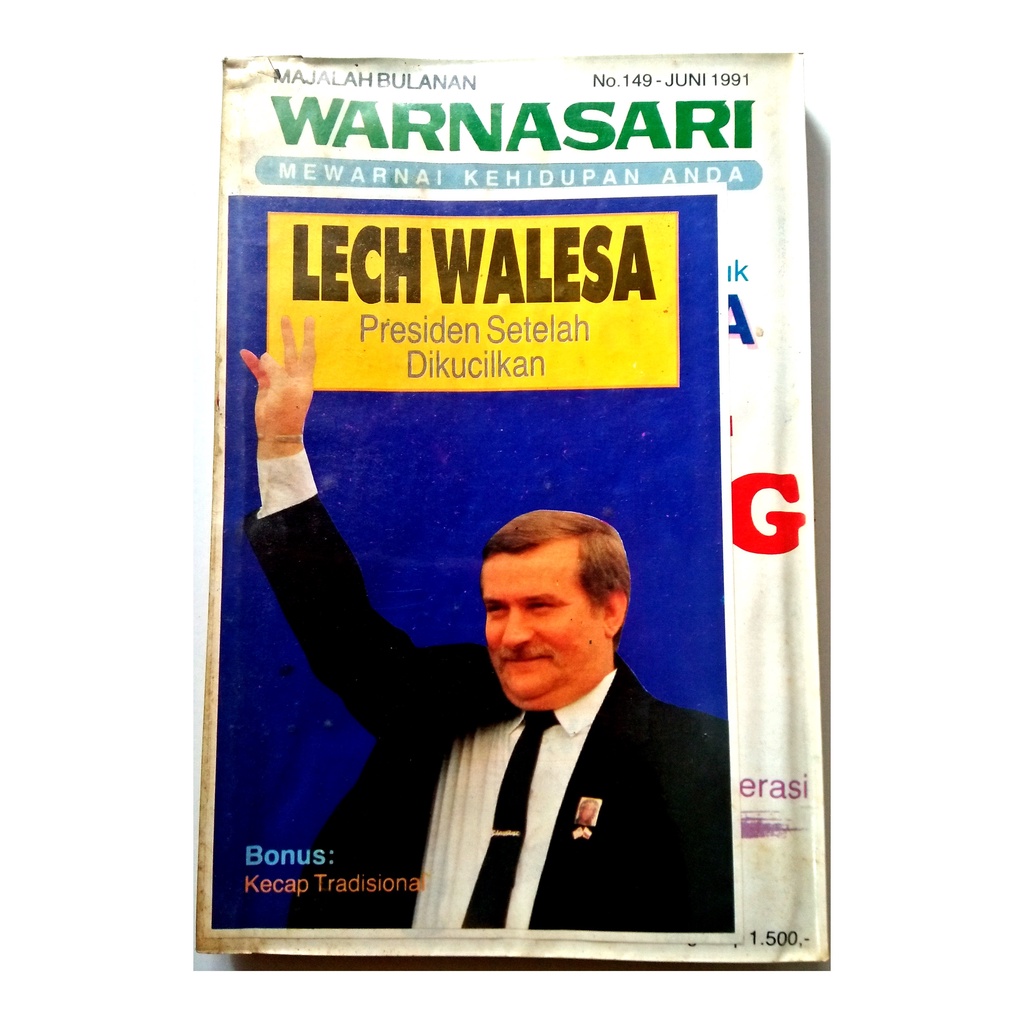 MAJALAH BULANAN No.149 - JUNI 1991
WARNASARI
MEWARNAI KEHIDUPAN ANDA
LECH WALESA
Presiden Setelah
Dikucilkan
Bonus:
Kecap Tradisional
G
erasi
1.500,-